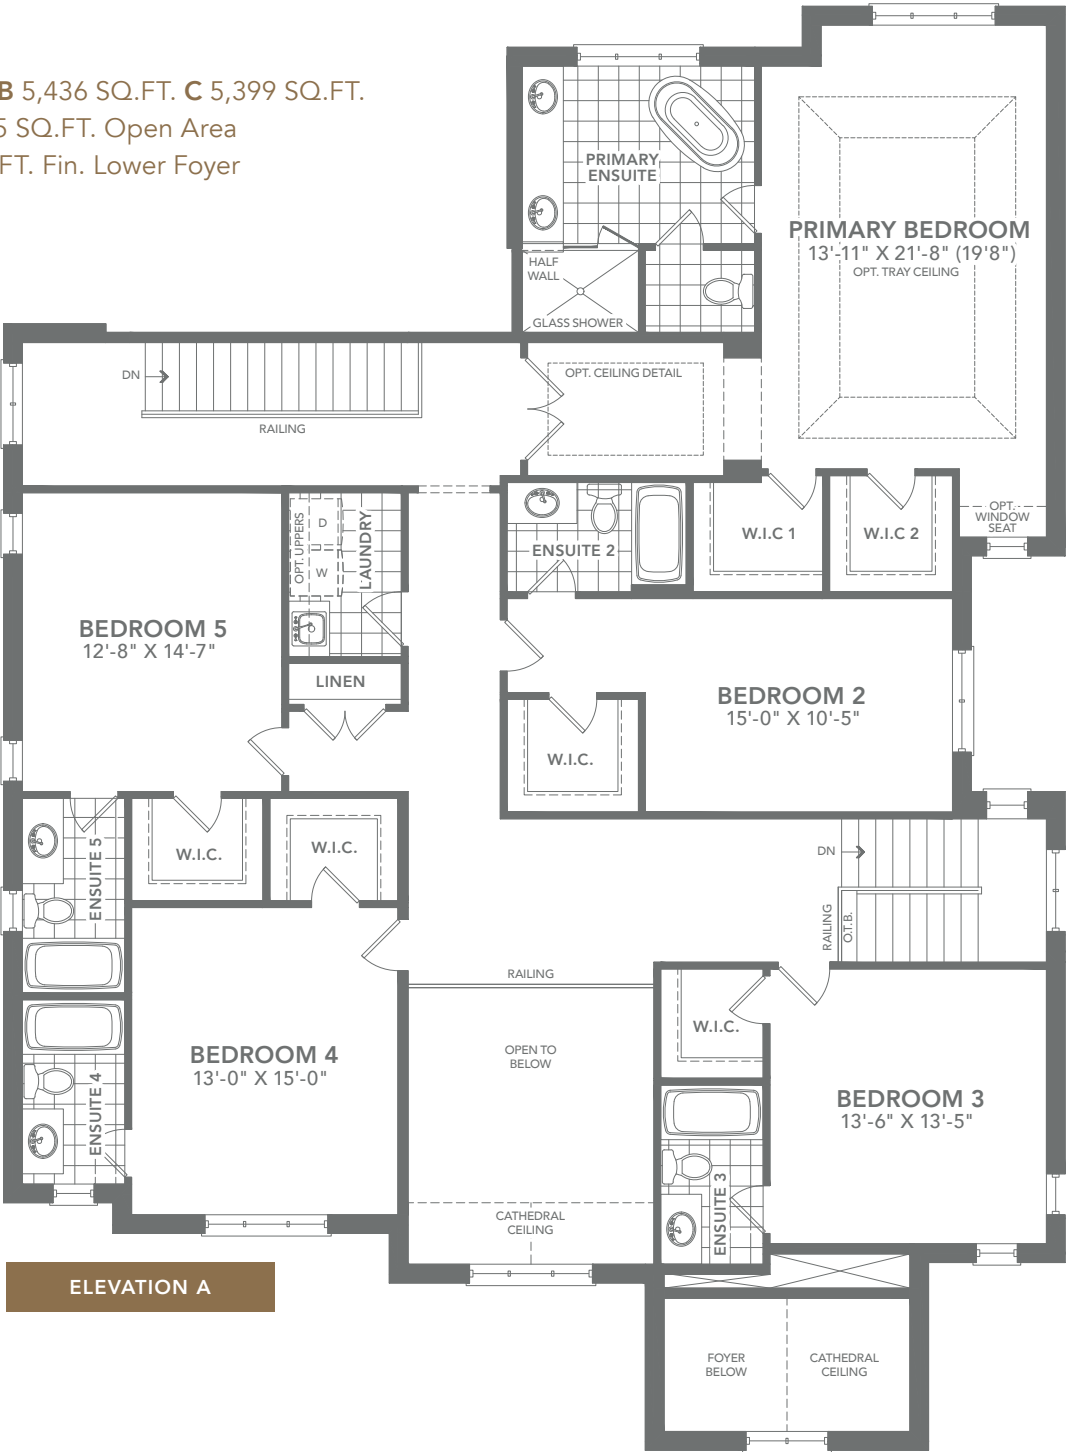 B 5,436 SQ.FT. C 5,399 SQ.FT.
5 SQ.FT. Open Area
FT. Fin. Lower Foyer
PRIMARY
ENSUITE
PRIMARY BEDROOM
13'-11" X 21'-8" (19'8")
OPT. TRAY CEILING
HALF
WALL
GLASS SHOWER
DN
RAILING
OPT. CEILING DETAIL
OPT. UPPERS
D
W
LAUNDRY
ENSUITE 2
W.I.C 1
W.I.C 2
OPT.
WINDOW
SEAT
BEDROOM 5
12'-8" X 14'-7"
LINEN
BEDROOM 2
15'-0" X 10'-5"
W.I.C.
ENSUITE 5
W.I.C.
W.I.C.
DN
RAILING
O.T.B.
RAILING
OPEN TO
BELOW
W.I.C.
BEDROOM 4
13'-0" X 15'-0"
ENSUITE 4
BEDROOM 3
13'-6" X 13'-5"
ENSUITE 3
CATHEDRAL
CEILING
ELEVATION A
FOYER
BELOW
CATHEDRAL
CEILING